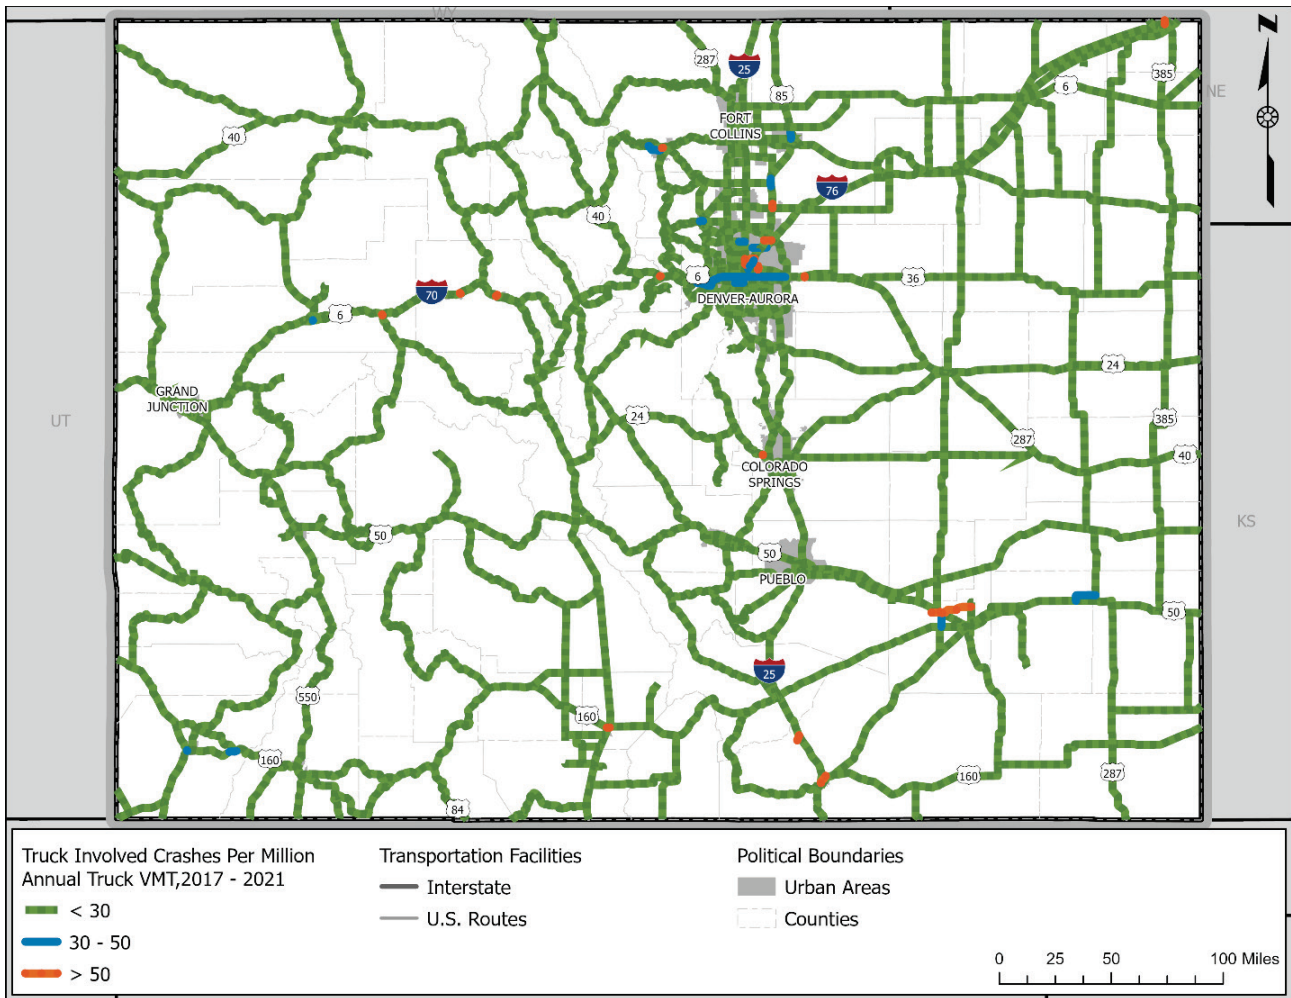 WY
N
287
25
85
385
6
NE
FORT
COLLINS
40
76
40
6
36
70
DENVER-AURORA
6
24
GRAND
JUNCTION
UT
24
385
287
40
COLORADO
SPRINGS
KS
50
50
PUEBLO
50
25
550
160
160
160
287
84
Truck Involved Crashes Per Million
Annual Truck VMT,2017 - 2021
< 30
30 - 50
> 50
Transportation Facilities
Interstate
U.S. Routes
Political Boundaries
Urban Areas
Counties
0 25 50 100 Miles